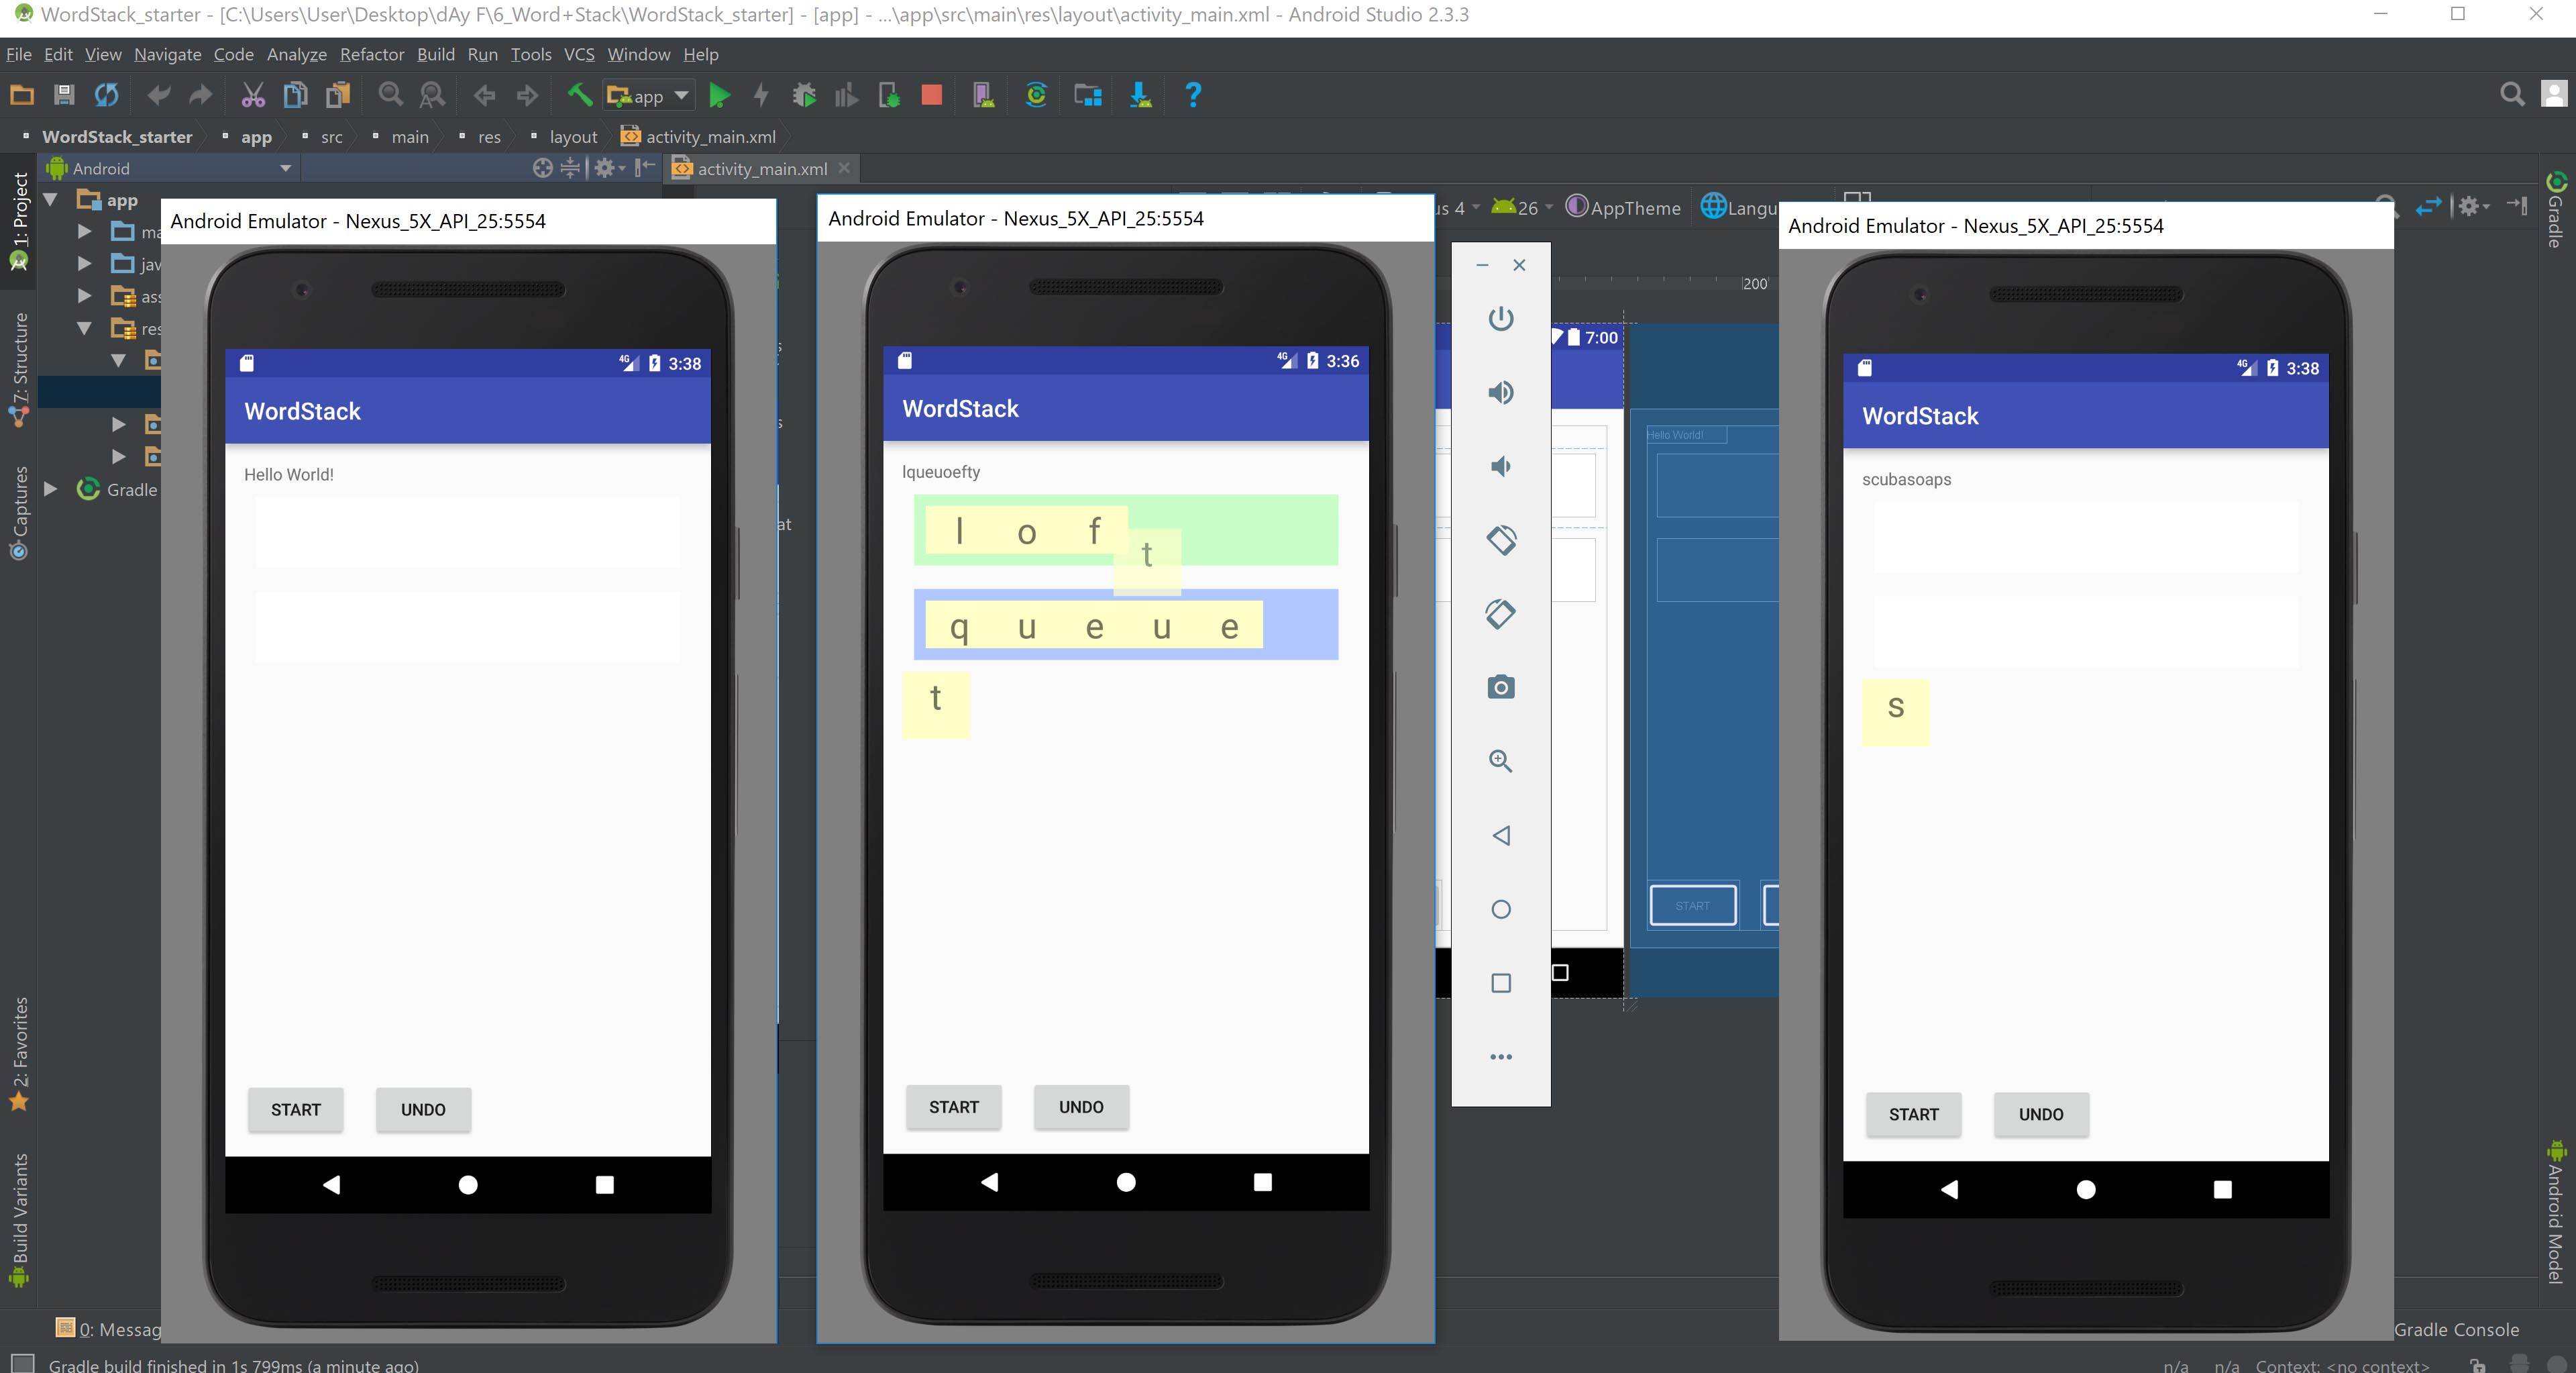 WordStack_starter - [C:\Users\User\Desktop\dAy F\6_Word+Stack\WordStack_starter] - [app] - ...\app\src\main\res\layout\activity_main.xml - Android Studio 2.3.3
File Edit View Navigate Code Analyze Refactor Build Run Tools VCS Window Help
app
WordStack_starter app src main res layout activity_main.xml
Android
activity_main.xml
1: Project
7: Structure
Captures
2: Favorites
Build Variants
app
ma
jav
ass
res
Gradle
Android Emulator - Nexus_5X_API_25:5554
4G 3:38
WordStack
Hello World!
START UNDO
Android Emulator - Nexus_5X_API_25:5554
4G 3:36
WordStack
lqueuoefty
l o f t
q u e u e
t
START UNDO
at
us 4 26 AppTheme Langu
200
7:00
Hello World!
START
Android Emulator - Nexus_5X_API_25:5554
4G 3:38
WordStack
scubasoaps
s
START UNDO
Gradle
Android Model
0: Messag
Gradle Console
Gradle build finished in 1s 799ms (a minute ago)
n/a n/a Context: <no context>